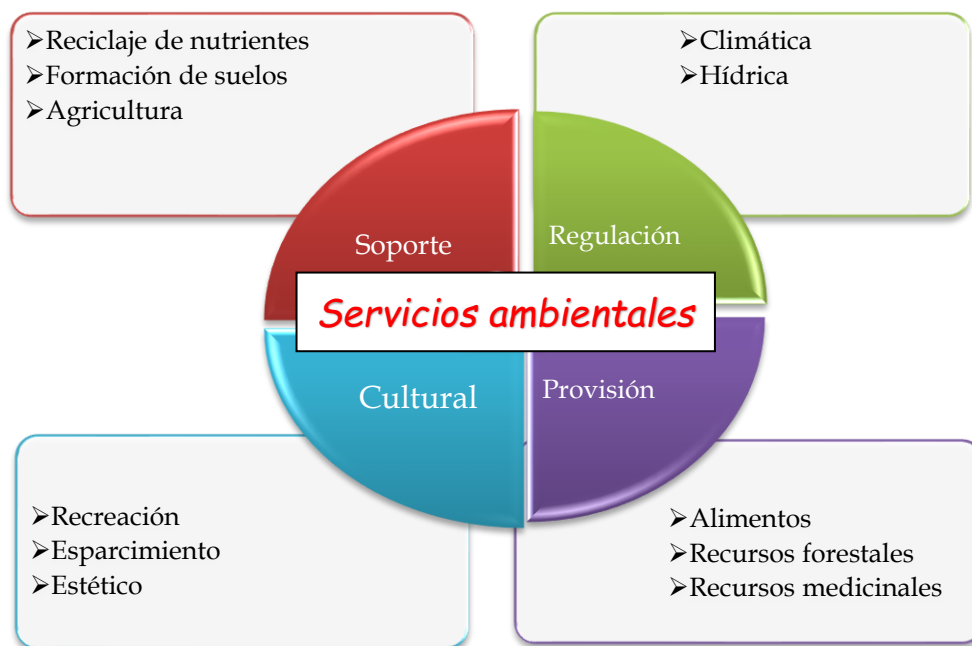 ➢Reciclaje de nutrientes
➢Formación de suelos
➢Agricultura
➢Climática
➢Hídrica
Soporte
Regulación
Servicios ambientales
Cultural
Provisión
➢Recreación
➢Esparcimiento
➢Estético
➢Alimentos
➢Recursos forestales
➢Recursos medicinales